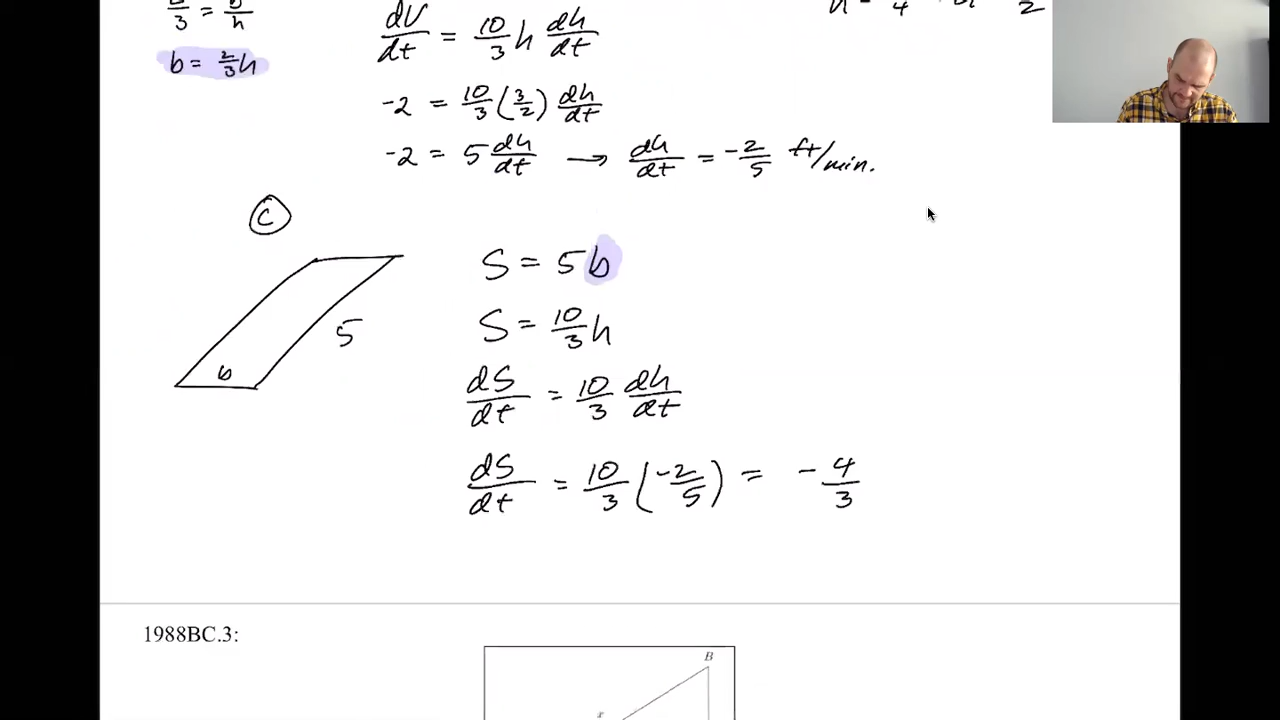 3 = b/h
b = 2/3 h
dV/dt = 10/3 h dh/dt
-2 = 10/3 (3/2) dh/dt
-2 = 5 dh/dt → dh/dt = -2/5 ft/min.
C
S = 5b
S = 10/3 h
5
b
dS/dt = 10/3 dh/dt
dS/dt = 10/3 (-2/5) = -4/3
1988BC.3:
B
x